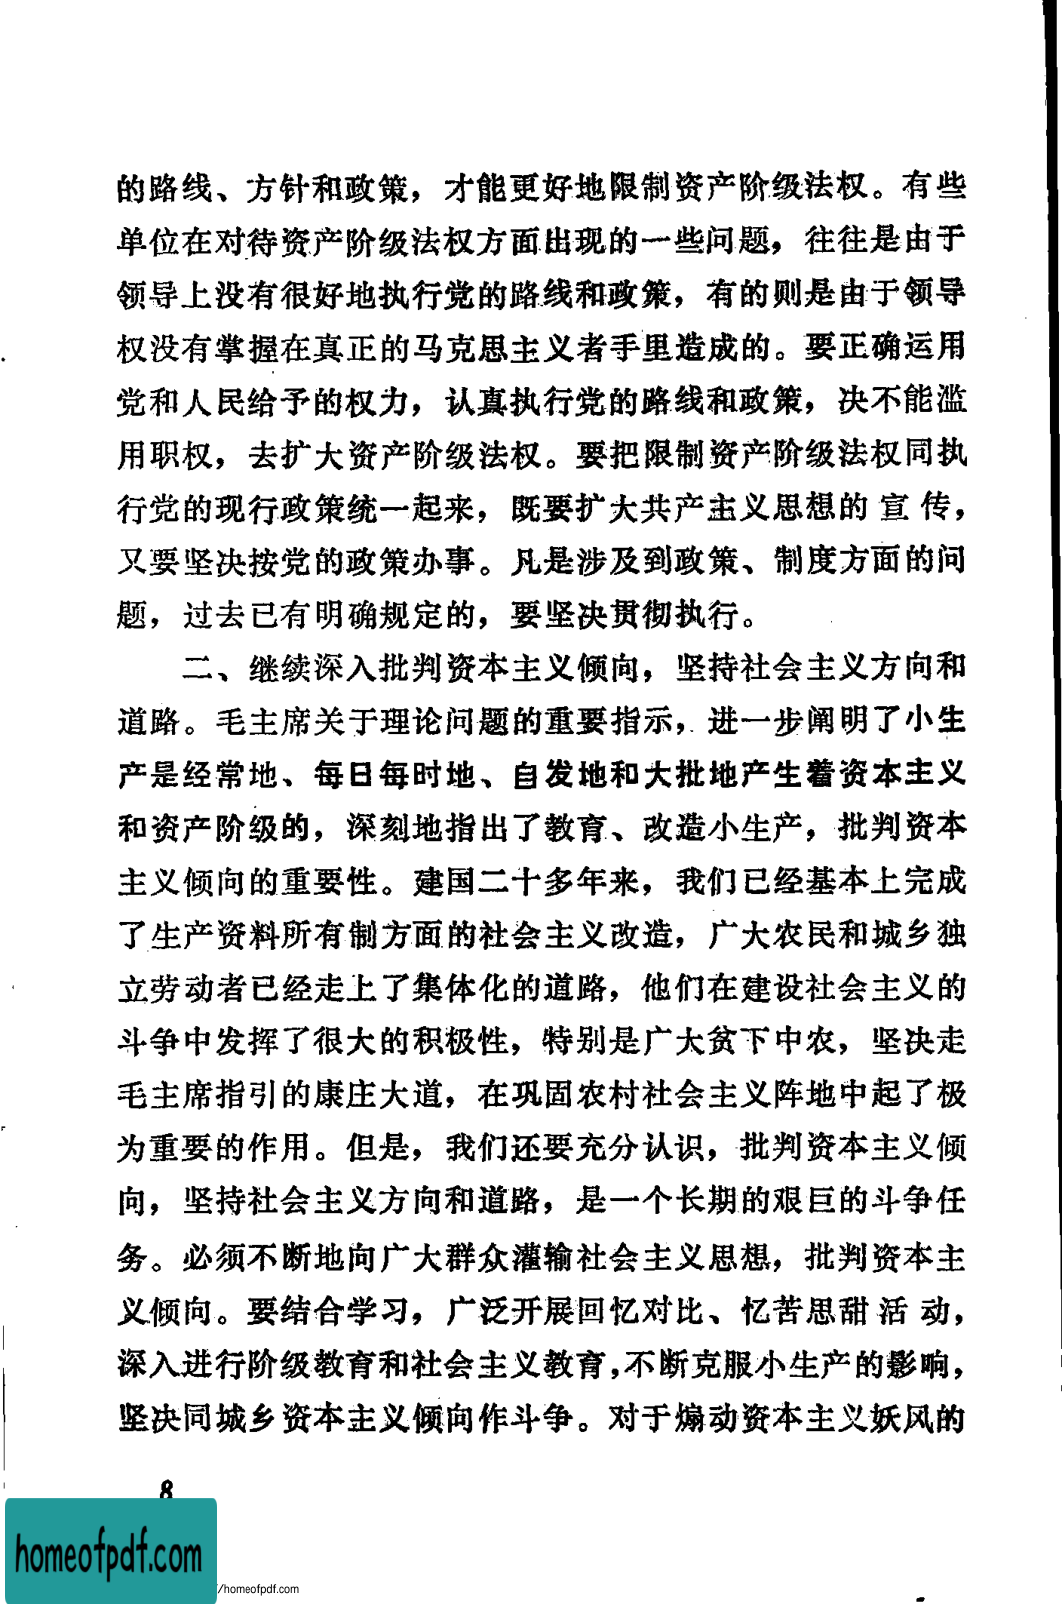 的路线、方针和政策，才能更好地限制资产阶级法权。有些
单位在对待资产阶级法权方面出现的一些问题，往往是由于
领导上没有很好地执行党的路线和政策，有的则是由于领导
权没有掌握在真正的马克思主义者手里造成的。要正确运用
党和人民给予的权力，认真执行党的路线和政策，决不能滥
用职权，去扩大资产阶级法权。要把限制资产阶级法权同执
行党的现行政策统一起来，既要扩大共产主义思想的宣传，
又要坚决按党的政策办事。凡是涉及到政策、制度方面的问
题，过去已有明确规定的，要坚决贯彻执行。
二、继续深入批判资本主义倾向，坚持社会主义方向和
道路。毛主席关于理论问题的重要指示，进一步阐明了小生
产是经常地、每日每时地、自发地和大批地产生着资本主义
和资产阶级的，深刻地指出了教育、改造小生产，批判资本
主义倾向的重要性。建国二十多年来，我们已经基本上完成
了生产资料所有制方面的社会主义改造，广大农民和城乡独
立劳动者已经走上了集体化的道路，他们在建设社会主义的
斗争中发挥了很大的积极性，特别是广大贫下中农，坚决走
毛主席指引的康庄大道，在巩固农村社会主义阵地中起了极
为重要的作用。但是，我们还要充分认识，批判资本主义倾
向，坚持社会主义方向和道路，是一个长期的艰巨的斗争任
务。必须不断地向广大群众灌输社会主义思想，批判资本主
义倾向。要结合学习，广泛开展回忆对比、忆苦思甜活动，
深入进行阶级教育和社会主义教育，不断克服小生产的影响，
坚决同城乡资本主义倾向作斗争。对于煽动资本主义妖风的
8
homeofpdf.com
/homeofpdf.com